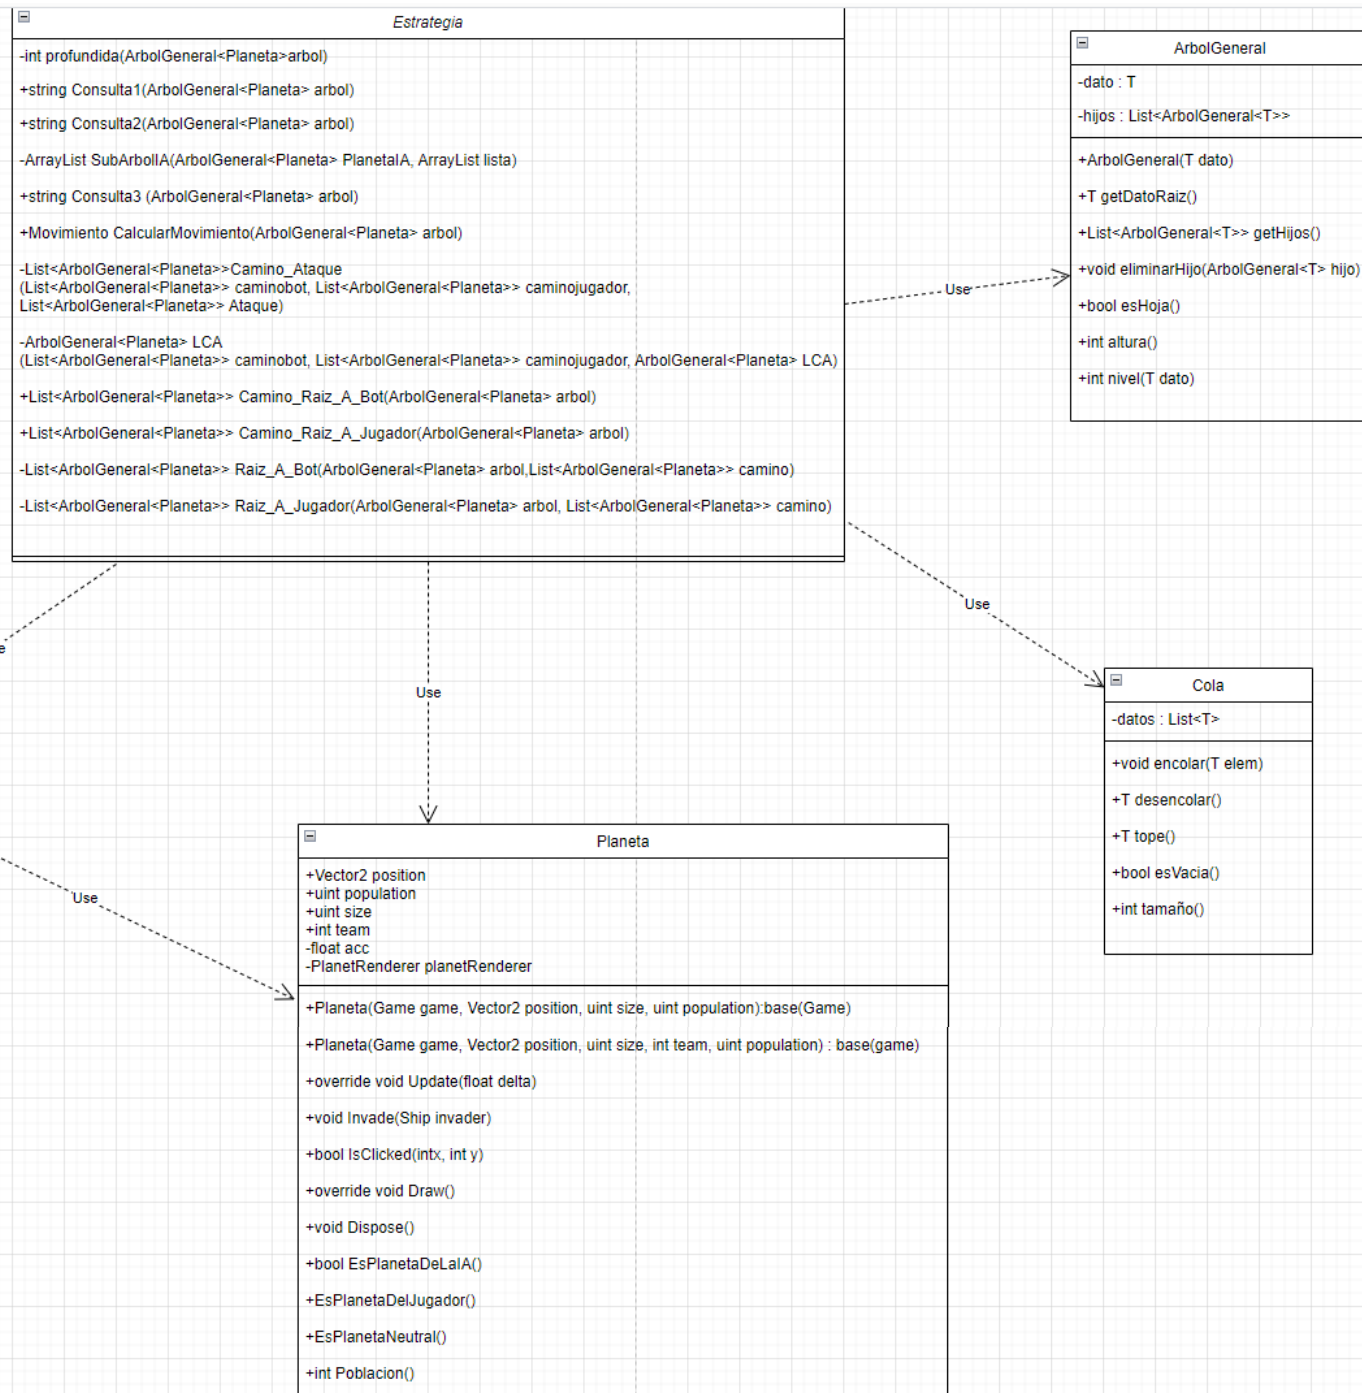 Estrategia
-int profundida(ArbolGeneral<Planeta>arbol)
+string Consulta1(ArbolGeneral<Planeta> arbol)
+string Consulta2(ArbolGeneral<Planeta> arbol)
-ArrayList SubArbolIA(ArbolGeneral<Planeta> PlanetaIA, ArrayList lista)
+string Consulta3 (ArbolGeneral<Planeta> arbol)
+Movimiento CalcularMovimiento(ArbolGeneral<Planeta> arbol)
-List<ArbolGeneral<Planeta>>Camino_Ataque
(List<ArbolGeneral<Planeta>> caminobot, List<ArbolGeneral<Planeta>> caminojugador,
List<ArbolGeneral<Planeta>> Ataque)
-ArbolGeneral<Planeta> LCA
(List<ArbolGeneral<Planeta>> caminobot, List<ArbolGeneral<Planeta>> caminojugador, ArbolGeneral<Planeta> LCA)
+List<ArbolGeneral<Planeta>> Camino_Raiz_A_Bot(ArbolGeneral<Planeta> arbol)
+List<ArbolGeneral<Planeta>> Camino_Raiz_A_Jugador(ArbolGeneral<Planeta> arbol)
-List<ArbolGeneral<Planeta>> Raiz_A_Bot(ArbolGeneral<Planeta> arbol,List<ArbolGeneral<Planeta>> camino)
-List<ArbolGeneral<Planeta>> Raiz_A_Jugador(ArbolGeneral<Planeta> arbol, List<ArbolGeneral<Planeta>> camino)
ArbolGeneral
-dato : T
-hijos : List<ArbolGeneral<T>>
+ArbolGeneral(T dato)
+T getDatoRaiz()
+List<ArbolGeneral<T>> getHijos()
+void eliminarHijo(ArbolGeneral<T> hijo)
+bool esHoja()
+int altura()
+int nivel(T dato)
Use
Use
e
Use
Use
Cola
-datos : List<T>
+void encolar(T elem)
+T desencolar()
+T tope()
+bool esVacia()
+int tamaño()
Planeta
+Vector2 position
+uint population
+uint size
+int team
-float acc
-PlanetRenderer planetRenderer
+Planeta(Game game, Vector2 position, uint size, uint population):base(Game)
+Planeta(Game game, Vector2 position, uint size, int team, uint population) : base(game)
+override void Update(float delta)
+void Invade(Ship invader)
+bool IsClicked(intx, int y)
+override void Draw()
+void Dispose()
+bool EsPlanetaDeLaIA()
+EsPlanetaDelJugador()
+EsPlanetaNeutral()
+int Poblacion()